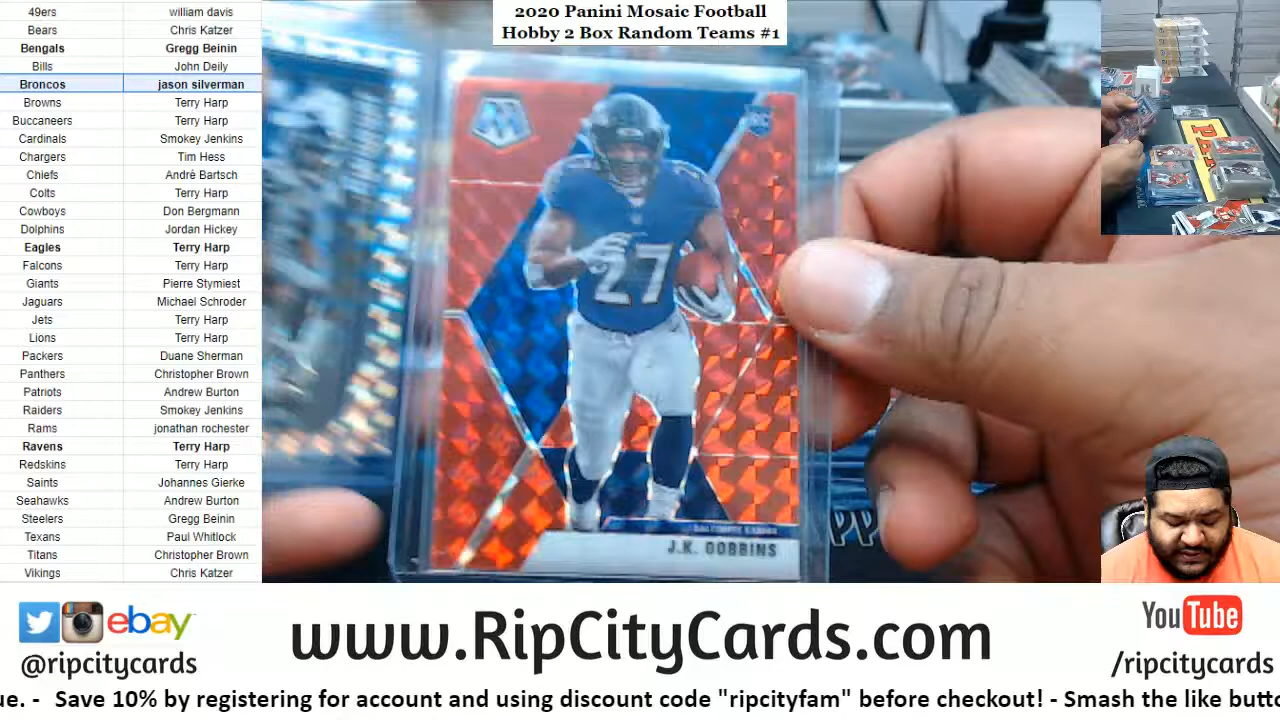 2020 Panini Mosaic Football
Hobby 2 Box Random Teams #1
49ers william davis
Bears Chris Katzer
Bengals Gregg Beinin
Bills John Deily
Broncos jason silverman
Browns Terry Harp
Buccaneers Terry Harp
Cardinals Smokey Jenkins
Chargers Tim Hess
Chiefs Andrè Bartsch
Colts Terry Harp
Cowboys Don Bergmann
Dolphins Jordan Hickey
Eagles Terry Harp
Falcons Terry Harp
Giants Pierre Stymiest
Jaguars Michael Schroder
Jets Terry Harp
Lions Terry Harp
Packers Duane Sherman
Panthers Christopher Brown
Patriots Andrew Burton
Raiders Smokey Jenkins
Rams jonathan rochester
Ravens Terry Harp
Redskins Terry Harp
Saints Johannes Gierke
Seahawks Andrew Burton
Steelers Gregg Beinin
Texans Paul Whitlock
Titans Christopher Brown
Vikings Chris Katzer
RC
27
J.K. DOBBINS
ebay
@ripcitycards
www.RipCityCards.com
YouTube
/ripcitycards
ue. - Save 10% by registering for account and using discount code "ripcityfam" before checkout! - Smash the like butto